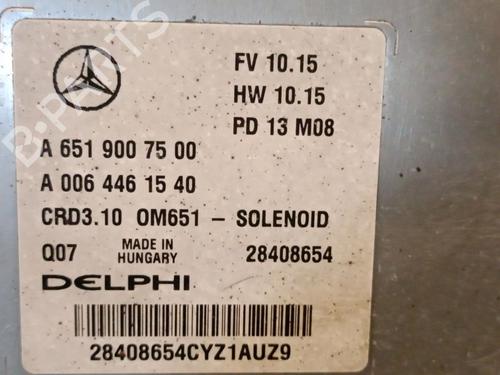 FV 10.15
HW 10.15
PD 13 M08
A 651 900 75 00
A 006 446 15 40
CRD3.10 OM651 – SOLENOID
Q07 MADE IN HUNGARY 28408654
DELPHI
28408654CYZ1AUZ9
B-PARTS